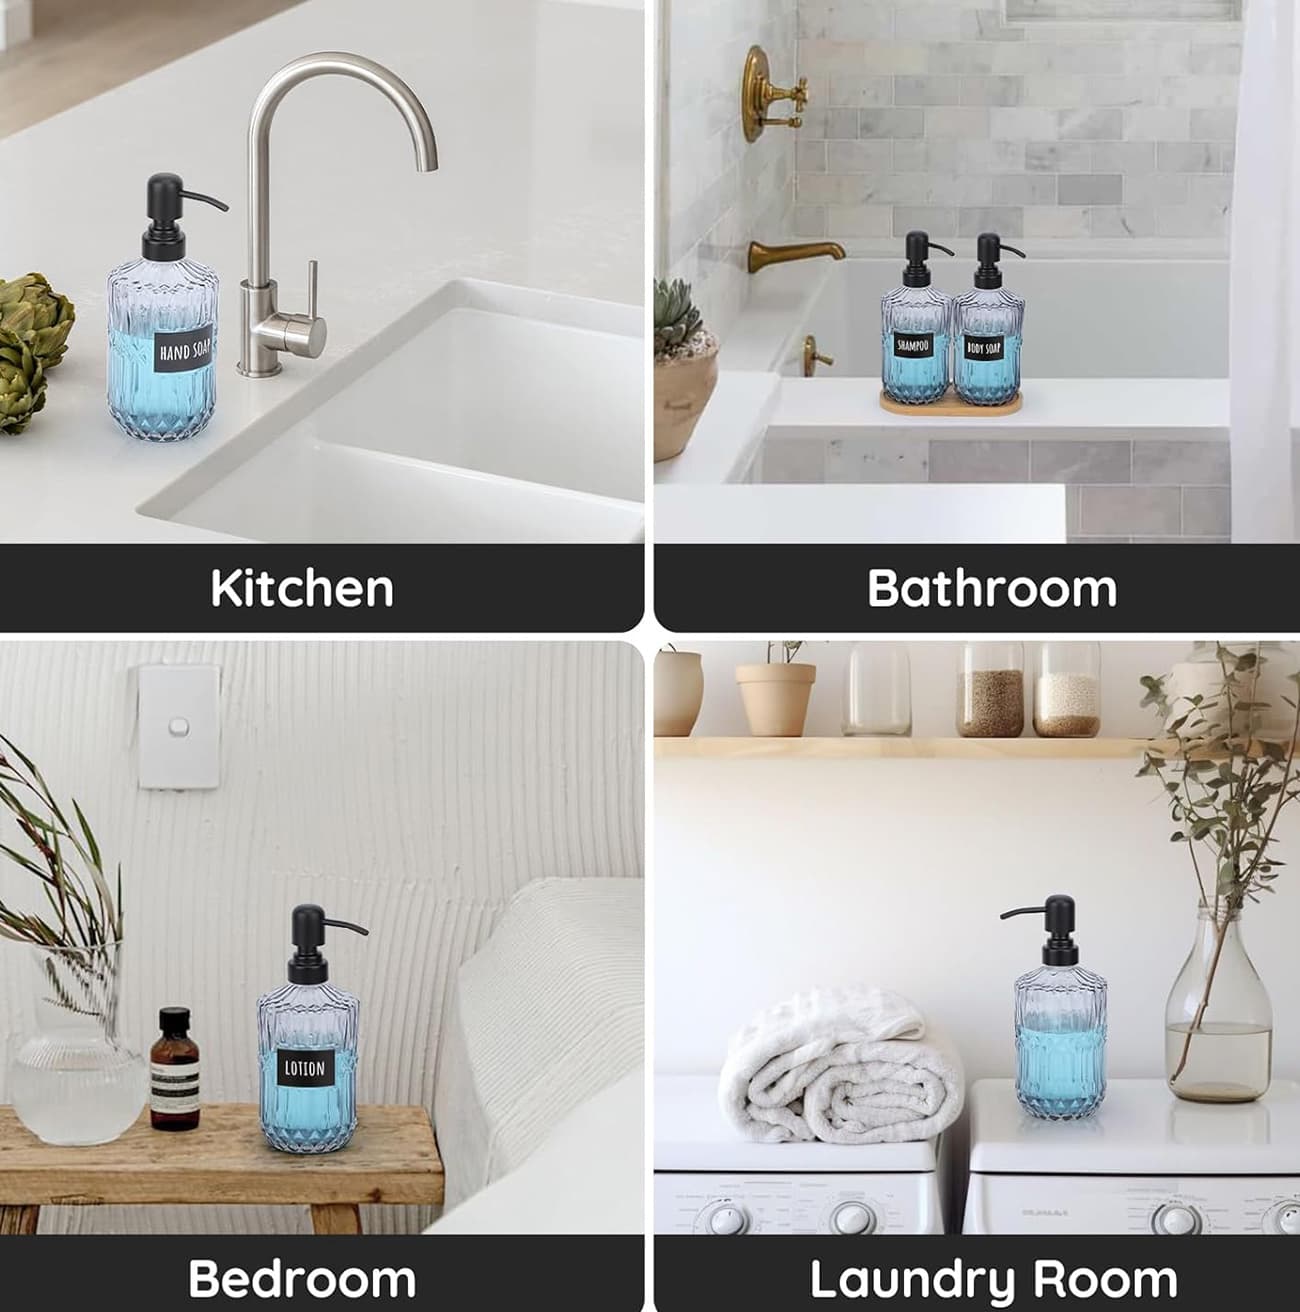 HAND SOAP
Kitchen
SHAMPOO
BODY SOAP
Bathroom
LOTION
Bedroom
Laundry Room